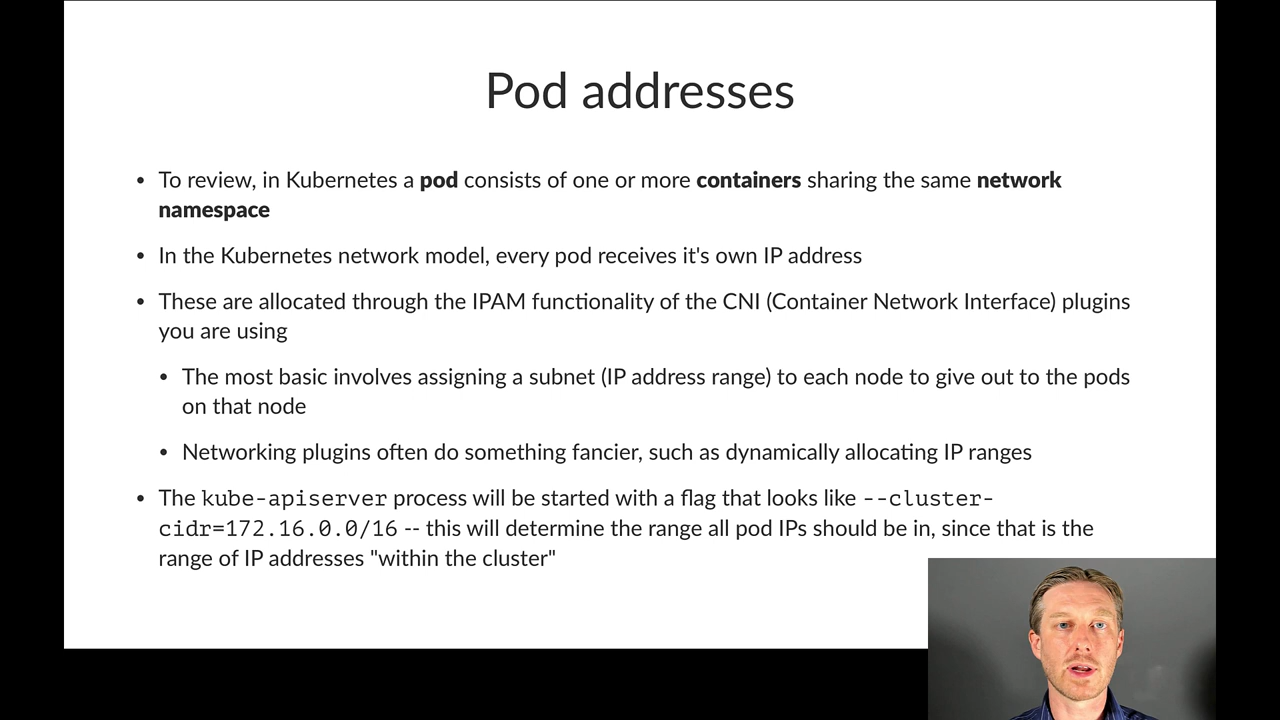 Pod addresses
• To review, in Kubernetes a pod consists of one or more containers sharing the same network
namespace
• In the Kubernetes network model, every pod receives it's own IP address
• These are allocated through the IPAM functionality of the CNI (Container Network Interface) plugins
you are using
• The most basic involves assigning a subnet (IP address range) to each node to give out to the pods
on that node
• Networking plugins often do something fancier, such as dynamically allocating IP ranges
• The kube-apiserver process will be started with a flag that looks like --cluster-
cidr=172.16.0.0/16 -- this will determine the range all pod IPs should be in, since that is the
range of IP addresses "within the cluster"